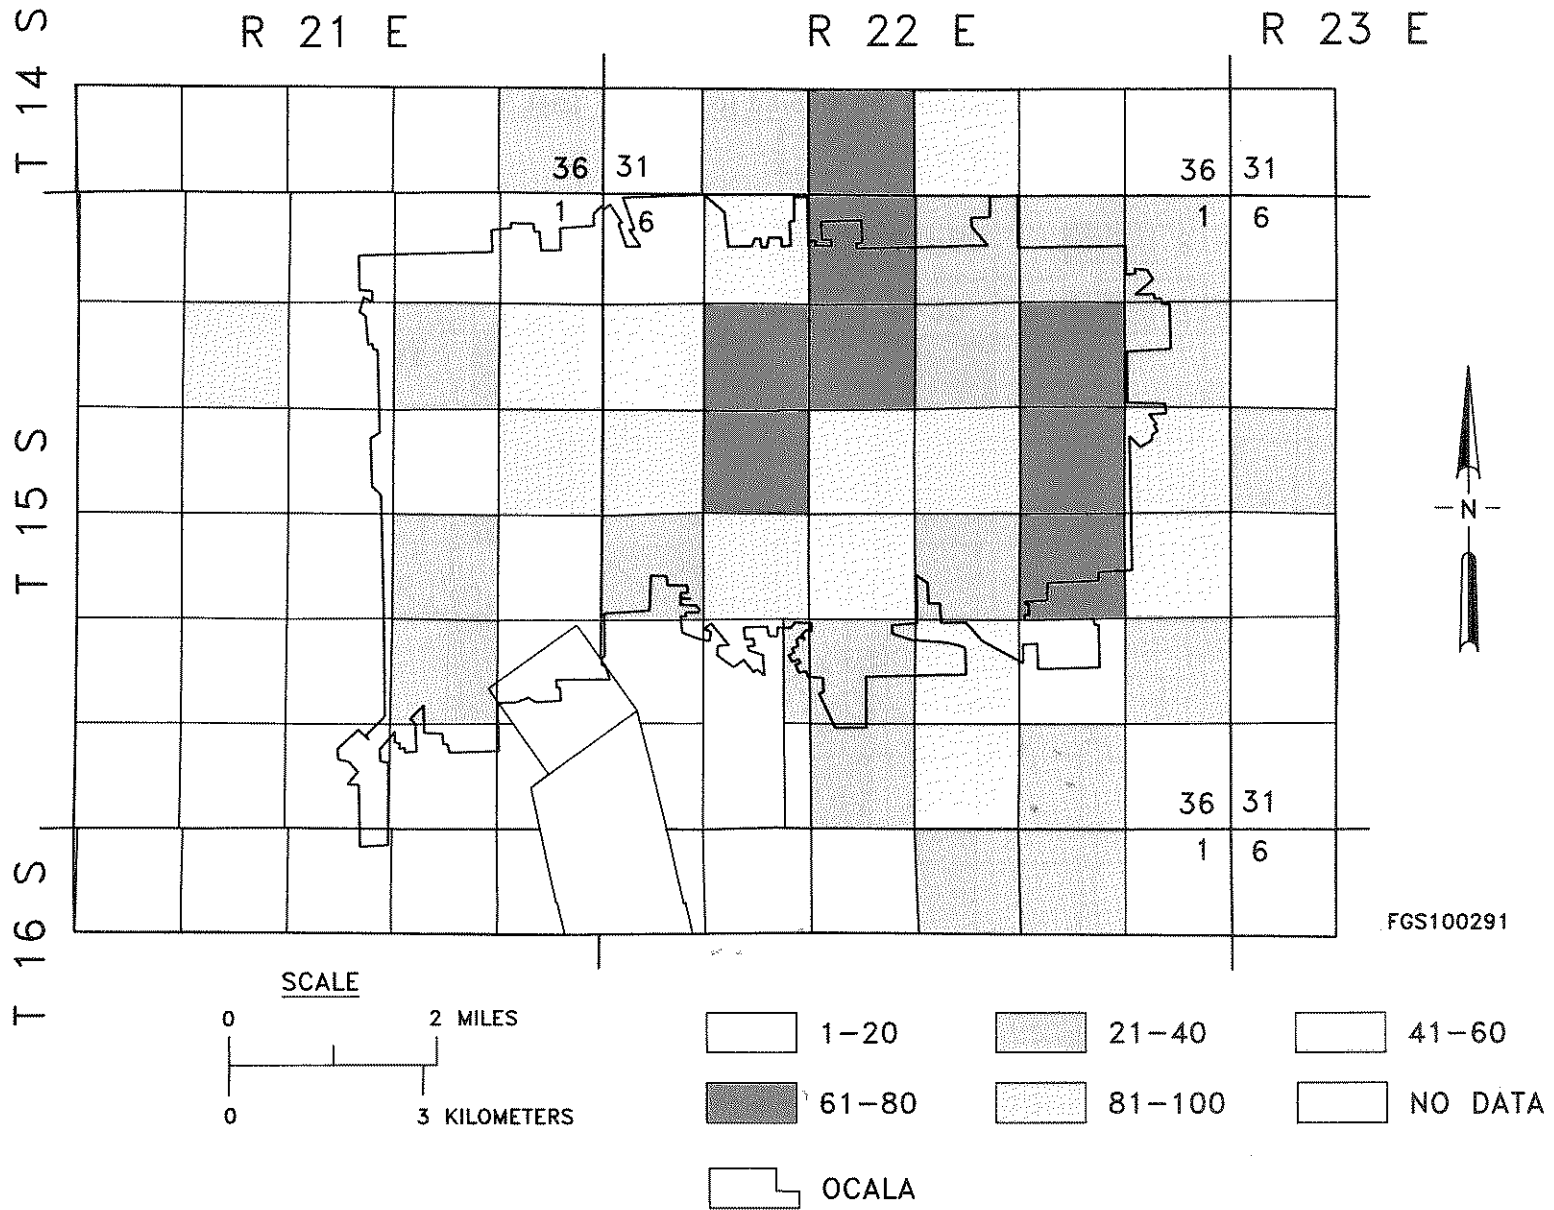 R 21 E
R 22 E
R 23 E
T 14 S
36 31
36 31
1 6
1 6
T 15 S
N
36 31
1 6
T 16 S
FGS100291
SCALE
0 2 MILES
0 3 KILOMETERS
1-20
21-40
41-60
61-80
81-100
NO DATA
OCALA